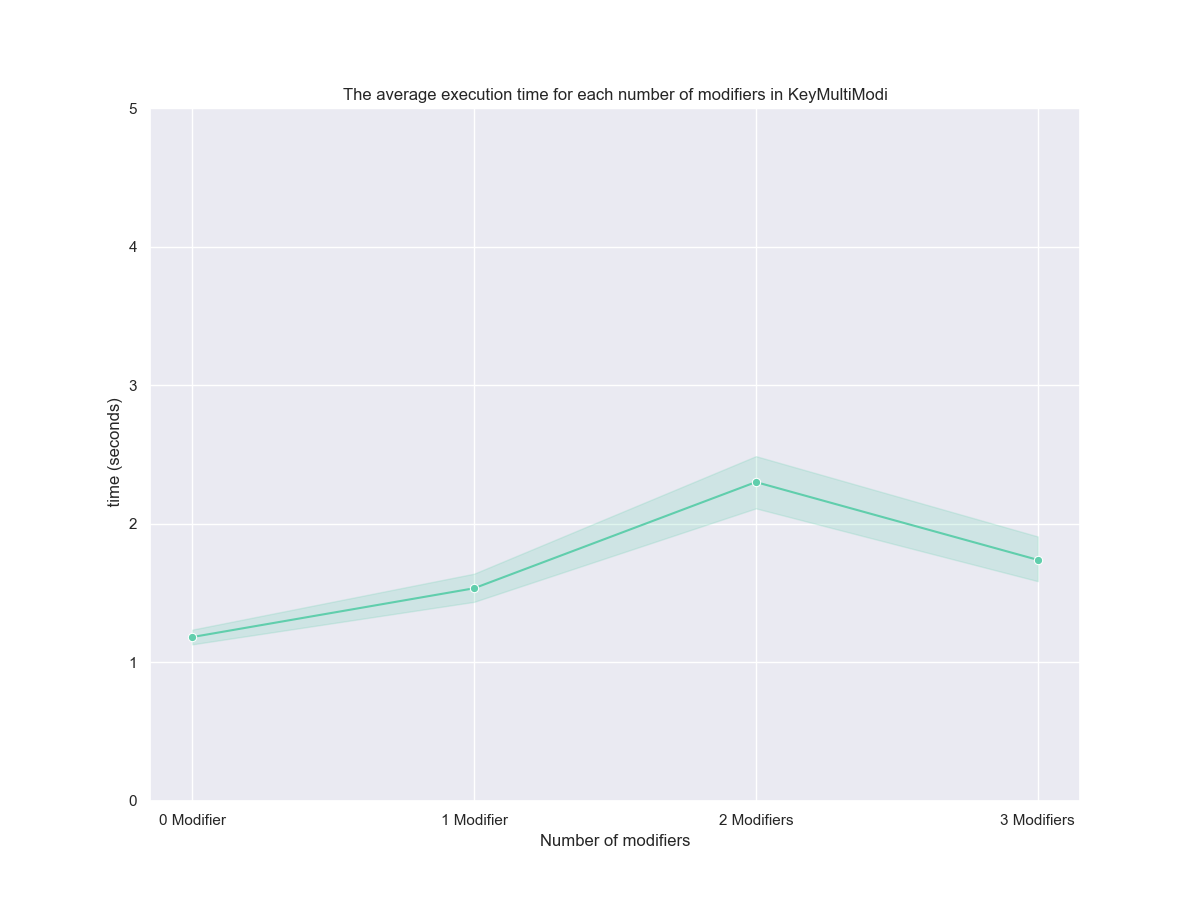 The average execution time for each number of modifiers in KeyMultiModi
5
4
3
2
1
0
time (seconds)
0 Modifier
1 Modifier
2 Modifiers
3 Modifiers
Number of modifiers